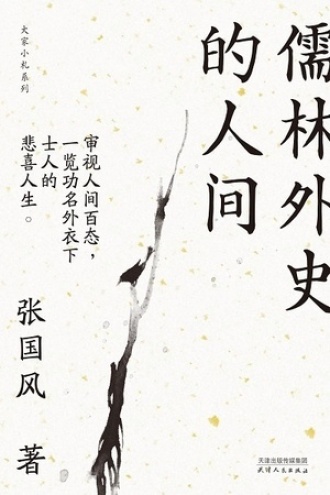 儒林外史
的人间
大家小札系列
审视人间百态，
一览功名外衣下
士人的
悲喜人生。
张国风 著
天津出版传媒集团
天津人民出版社